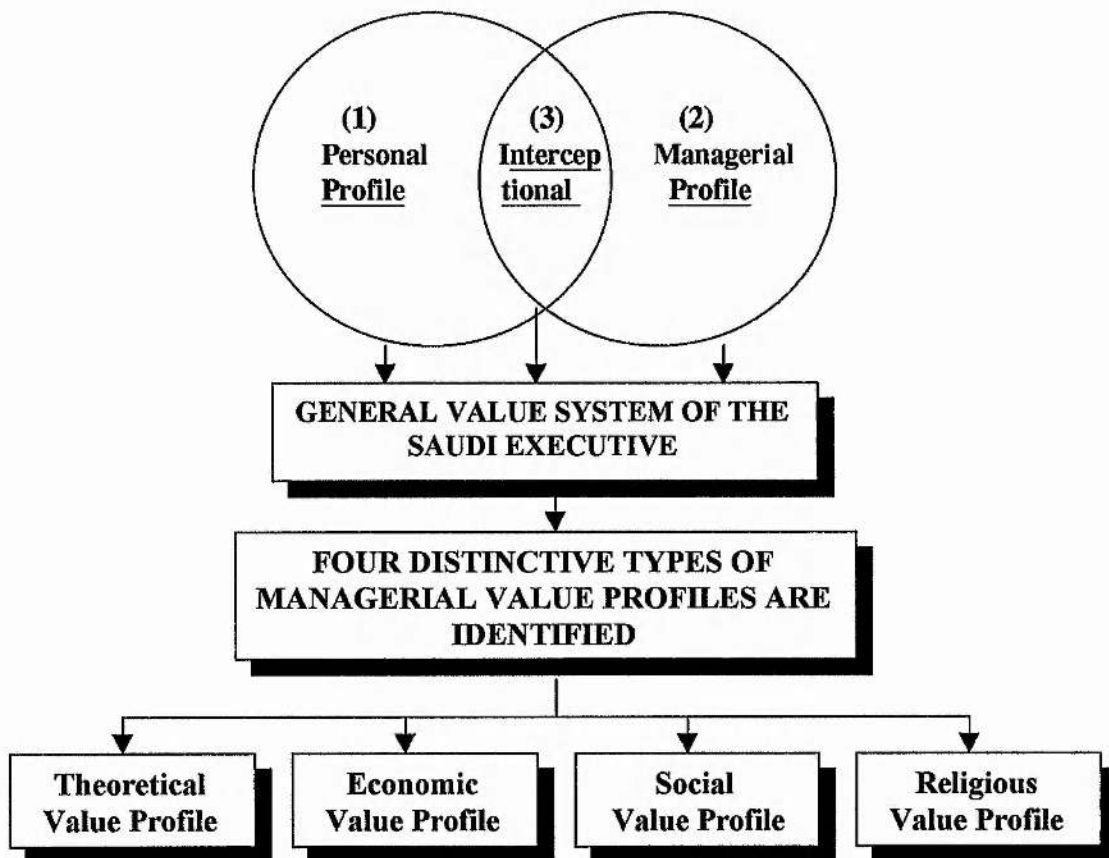 (1)
Personal
Profile
(3)
Intercep
tional
(2)
Managerial
Profile
GENERAL VALUE SYSTEM OF THE
SAUDI EXECUTIVE
FOUR DISTINCTIVE TYPES OF
MANAGERIAL VALUE PROFILES ARE
IDENTIFIED
Theoretical
Value Profile
Economic
Value Profile
Social
Value Profile
Religious
Value Profile